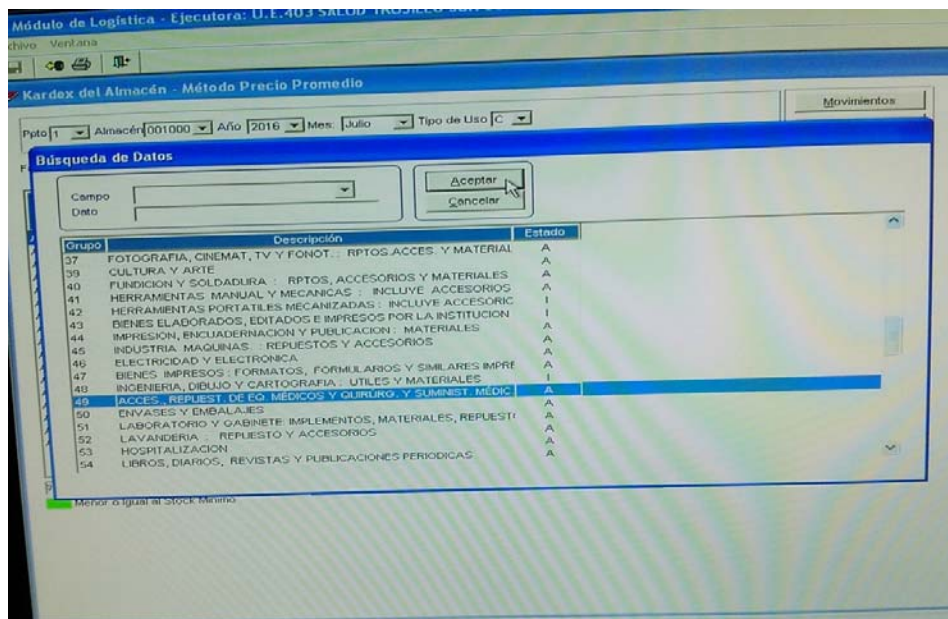 Módulo de Logística - Ejecutora: U.E.403 SALUD TRUJILLO
chivo Ventana
Kardex del Almacén - Método Precio Promedio
Movimientos
Ppto 1 Almacén 001000 Año 2016 Mes: Julio Tipo de Uso C
Búsqueda de Datos
Campo
Dato
Aceptar
Cancelar
Grupo Descripción Estado
37 FOTOGRAFIA, CINEMAT, TV Y FONOT. : RPTOS.ACCES. Y MATERIAL A
39 CULTURA Y ARTE A
40 FUNDICION Y SOLDADURA : RPTOS, ACCESORIOS Y MATERIALES A
41 HERRAMIENTAS MANUAL Y MECANICAS : INCLUYE ACCESORIOS A
42 HERRAMIENTAS PORTATILES MECANIZADAS : INCLUYE ACCESORIC I
43 BIENES ELABORADOS, EDITADOS E IMPRESOS POR LA INSTITUCION I
44 IMPRESION, ENCUADERNACION Y PUBLICACION : MATERIALES A
45 INDUSTRIA MAQUINAS : REPUESTOS Y ACCESORIOS A
46 ELECTRICIDAD Y ELECTRONICA A
47 BIENES IMPRESOS : FORMATOS, FORMULARIOS Y SIMILARES IMPRE A
48 INGENIERIA, DIBUJO Y CARTOGRAFIA : UTILES Y MATERIALES I
49 ACCES., REPUEST. DE EQ. MÉDICOS Y QUIRÚRG. Y SUMINIST. MÉDIC A
50 ENVASES Y EMBALAJES A
51 LABORATORIO Y GABINETE: IMPLEMENTOS, MATERIALES, REPUEST A
52 LAVANDERIA : REPUESTO Y ACCESORIOS A
53 HOSPITALIZACION A
54 LIBROS, DIARIOS, REVISTAS Y PUBLICACIONES PERIODICAS A
Menor o Igual al Stock Minimo